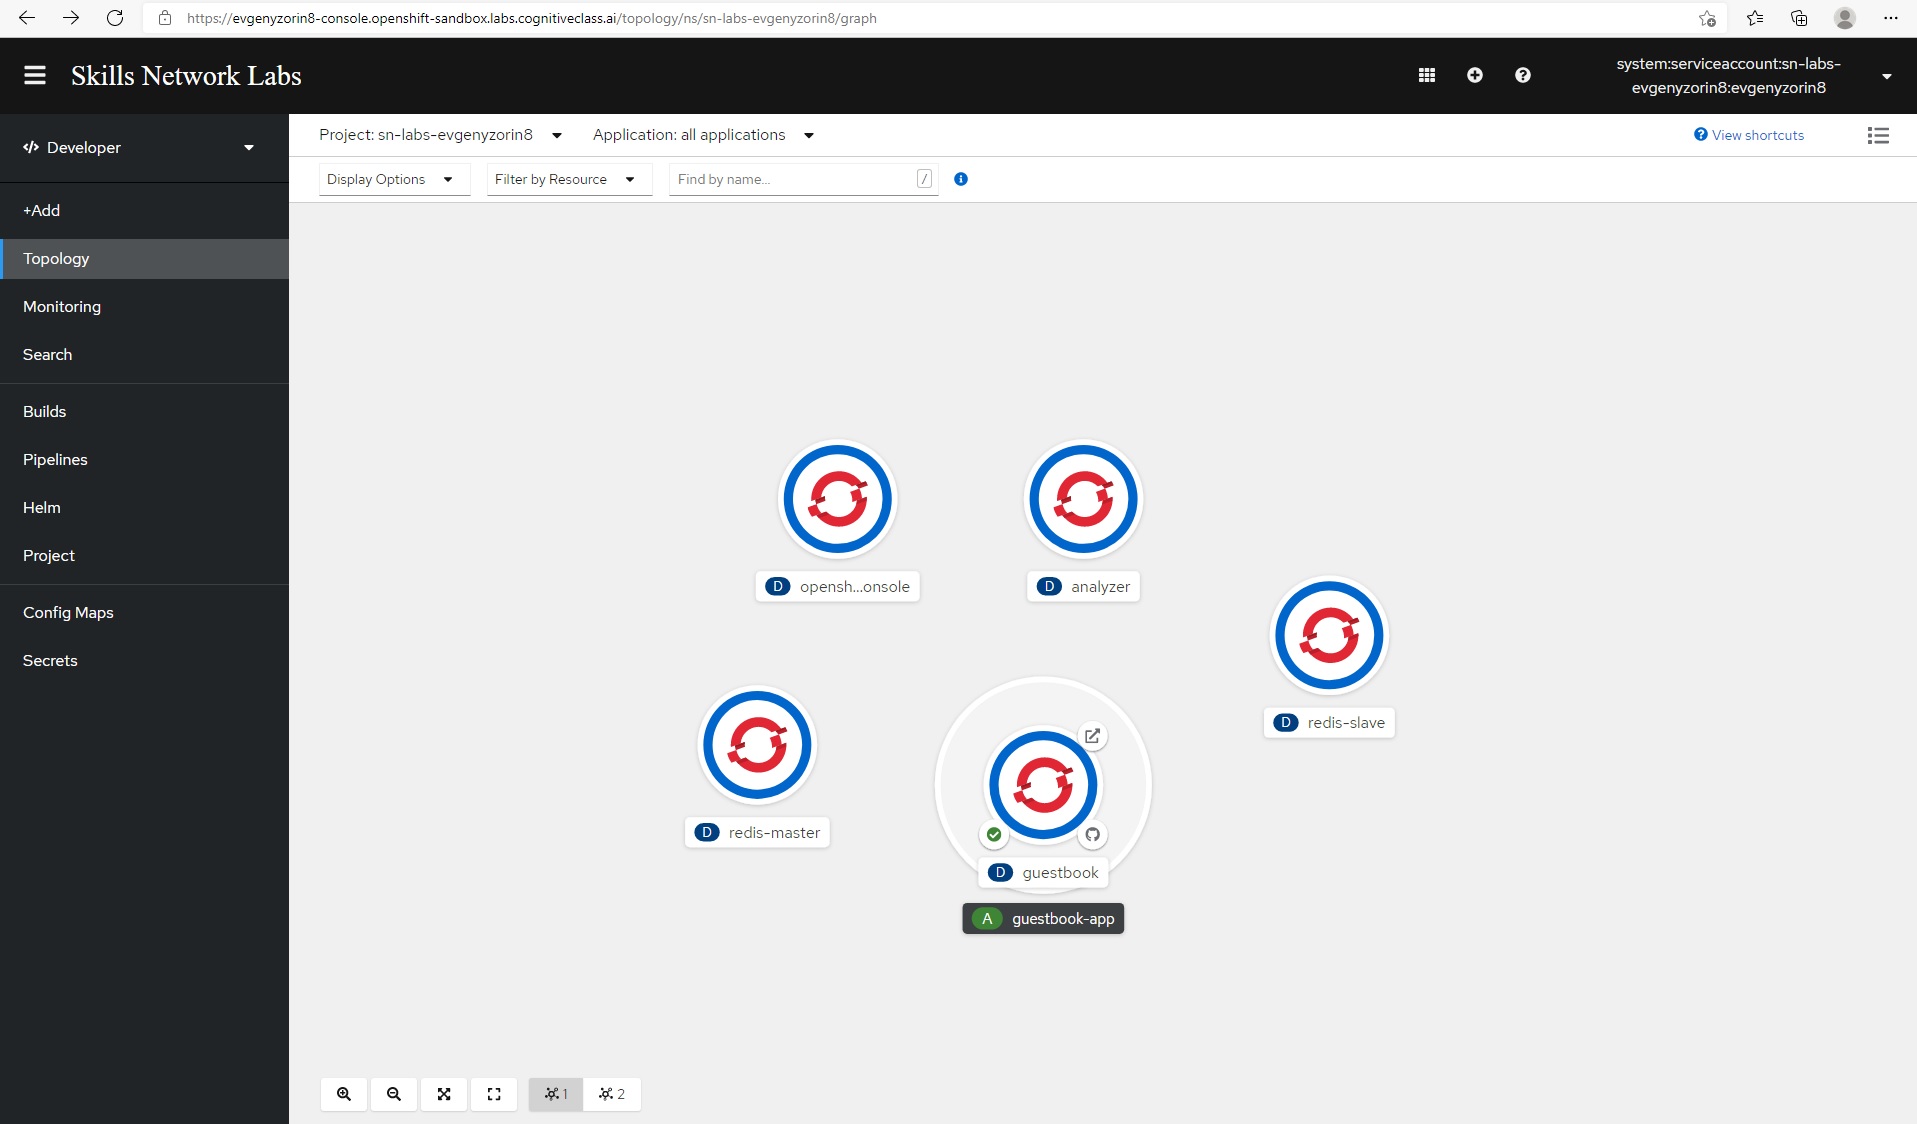 https://evgenyzorin8-console.openshift-sandbox.labs.cognitiveclass.ai/topology/ns/sn-labs-evgenyzorin8/graph
Skills Network Labs
system:serviceaccount:sn-labs-
evgenyzorin8:evgenyzorin8
Developer
Project: sn-labs-evgenyzorin8
Application: all applications
View shortcuts
Display Options
Filter by Resource
Find by name...
/
+Add
Topology
Monitoring
Search
Builds
Pipelines
Helm
Project
Config Maps
Secrets
D opensh...onsole
D analyzer
D redis-slave
D redis-master
D guestbook
A guestbook-app
1
2